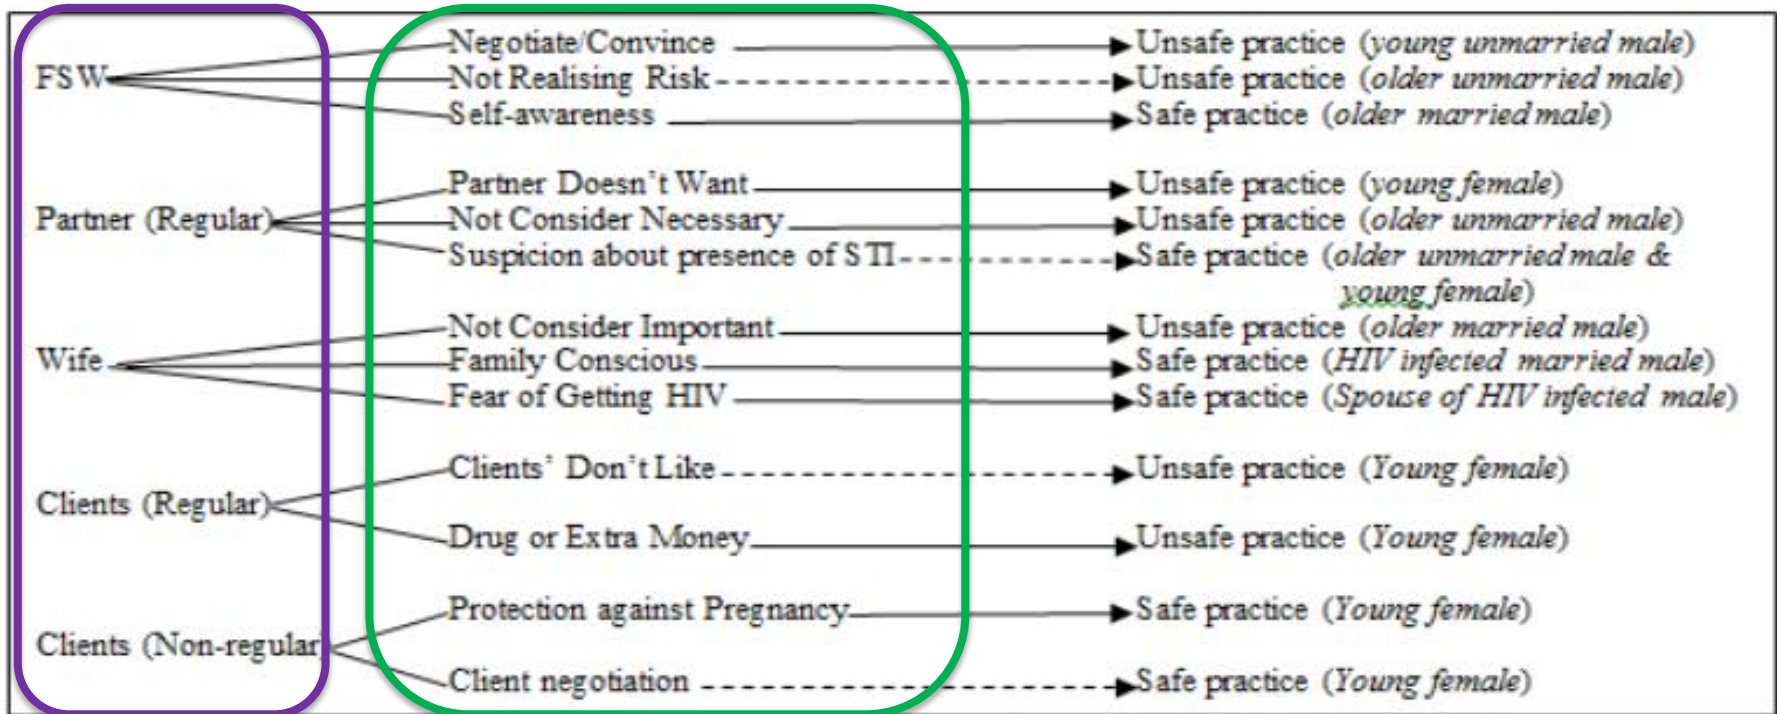 Negotiate/Convince Unsafe practice (young unmarried male)
FSW Not Realising Risk Unsafe practice (older unmarried male)
Self-awareness Safe practice (older married male)
Partner Doesn't Want Unsafe practice (young female)
Partner (Regular) Not Consider Necessary Unsafe practice (older unmarried male)
Suspicion about presence of STI Safe practice (older unmarried male &
young female)
Not Consider Important Unsafe practice (older married male)
Wife Family Conscious Safe practice (HIV infected married male)
Fear of Getting HIV Safe practice (Spouse of HIV infected male)
Clients' Don't Like Unsafe practice (Young female)
Clients (Regular)
Drug or Extra Money Unsafe practice (Young female)
Protection against Pregnancy Safe practice (Young female)
Clients (Non-regular)
Client negotiation Safe practice (Young female)